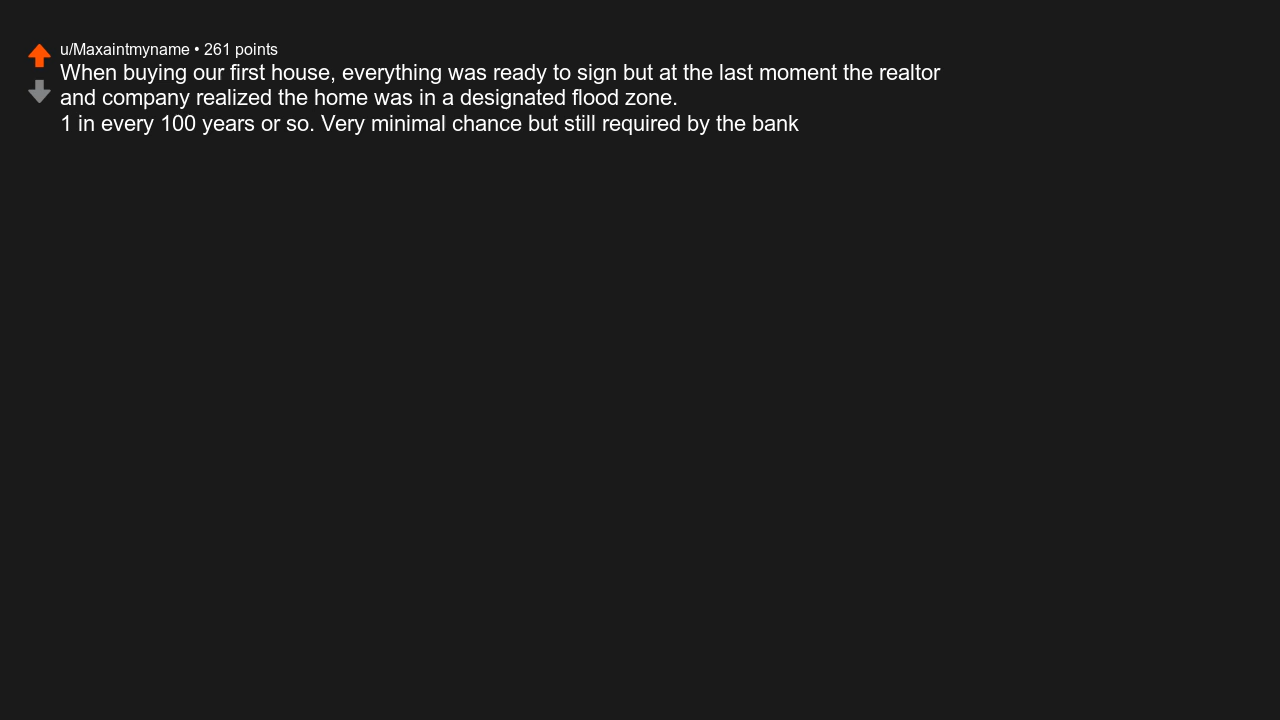 u/Maxaintmyname • 261 points
When buying our first house, everything was ready to sign but at the last moment the realtor
and company realized the home was in a designated flood zone.
1 in every 100 years or so. Very minimal chance but still required by the bank